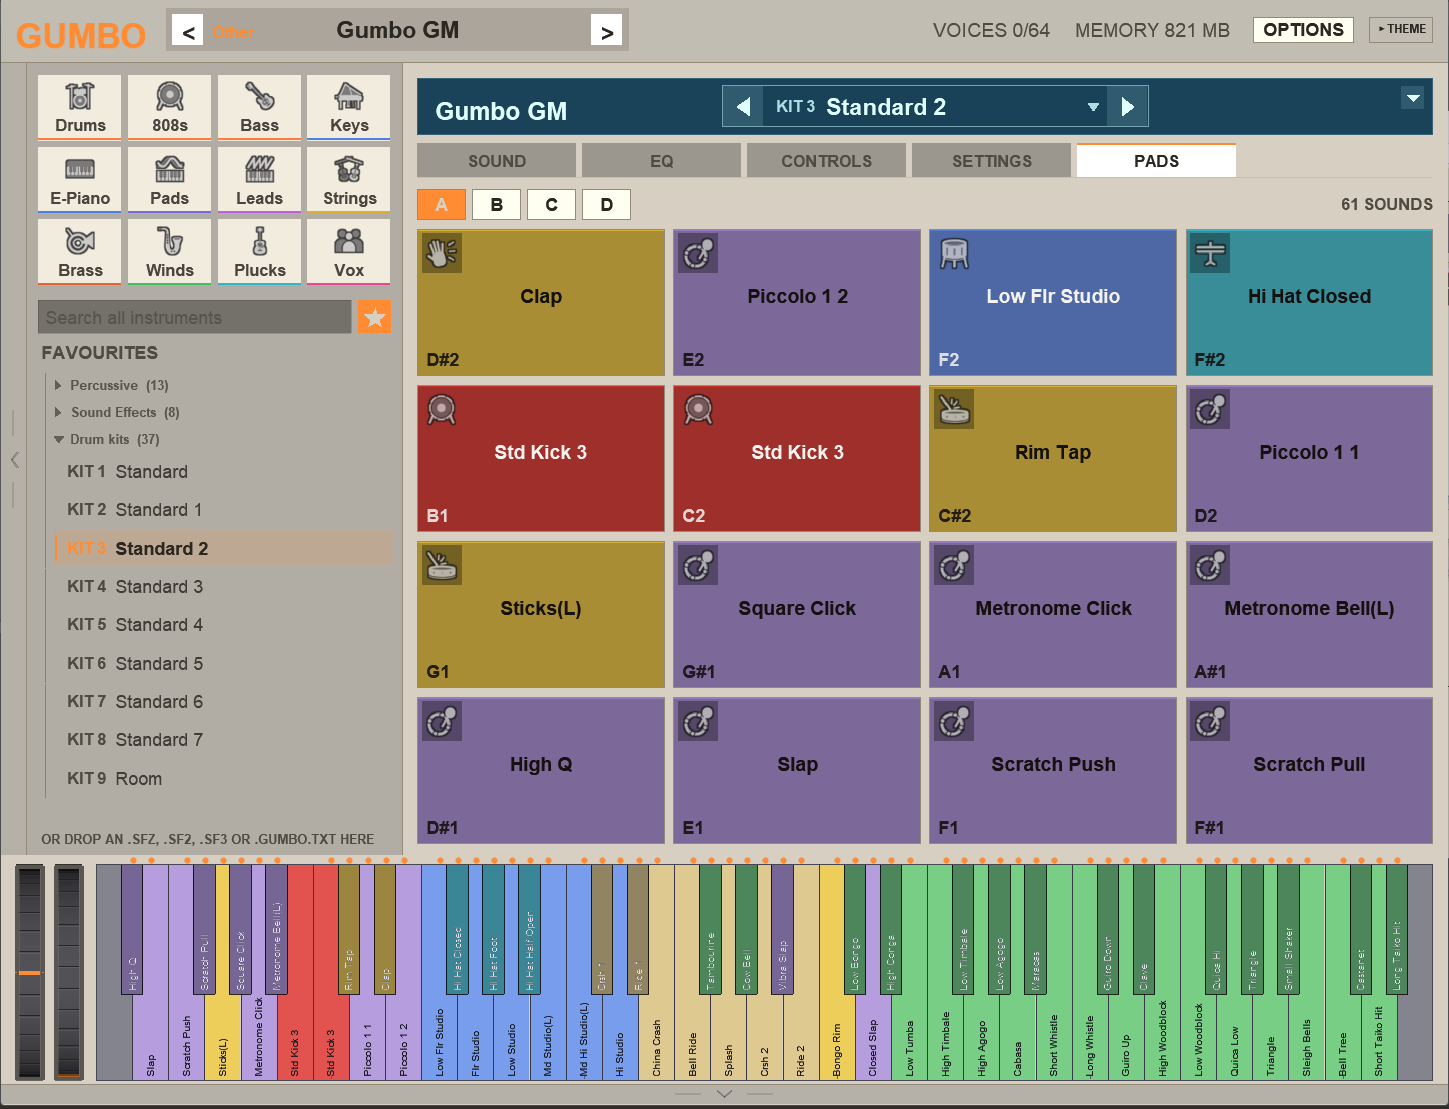 GUMBO
<
Other
Gumbo GM
>
VOICES 0/64
MEMORY 821 MB
OPTIONS
THEME
Drums
808s
Bass
Keys
E-Piano
Pads
Leads
Strings
Brass
Winds
Plucks
Vox
Search all instruments
FAVOURITES
Percussive (13)
Sound Effects (8)
Drum kits (37)
KIT 1 Standard
KIT 2 Standard 1
KIT 3 Standard 2
KIT 4 Standard 3
KIT 5 Standard 4
KIT 6 Standard 5
KIT 7 Standard 6
KIT 8 Standard 7
KIT 9 Room
OR DROP AN .SFZ, .SF2, .SF3 OR .GUMBO.TXT HERE
Gumbo GM
KIT 3 Standard 2
SOUND
EQ
CONTROLS
SETTINGS
PADS
A
B
C
D
61 SOUNDS
Clap
D#2
Piccolo 1 2
E2
Low Flr Studio
F2
Hi Hat Closed
F#2
Std Kick 3
B1
Std Kick 3
C2
Rim Tap
C#2
Piccolo 1 1
D2
Sticks(L)
G1
Square Click
G#1
Metronome Click
A1
Metronome Bell(L)
A#1
High Q
D#1
Slap
E1
Scratch Push
F1
Scratch Pull
F#1
High Q
Scratch Pull
Square Click
Metronome Bell(L)
Rim Tap
Clap
Hi Hat Closed
Hi Hat Foot
Hi Hat Half Open
Crsh 1
Ride 1
Tambourine
Cow Bell
Vibra Slap
Low Bongo
High Conga
Low Timbale
Low Agogo
Maracas
Guiro Down
Clave
Quica Hi
Triangle
Small Shaker
Castanet
Long Taiko Hit
Slap
Scratch Push
Sticks(L)
Metronome Click
Std Kick 3
Std Kick 3
Piccolo 1 1
Piccolo 1 2
Low Flr Studio
Flr Studio
Low Studio
Md Studio(L)
-Md Hi Studio(L)
Hi Studio
China Crash
Bell Ride
Splash
Crsh 2
Ride 2
-Bongo Rim
Closed Slap
Low Tumba
High Timbale
High Agogo
Cabasa
Short Whistle
-Long Whistle
Guiro Up
High Woodblock
Low Woodblock
Quica Low
Triangle
Sleigh Bells
-Bell Tree
Short Taiko Hit